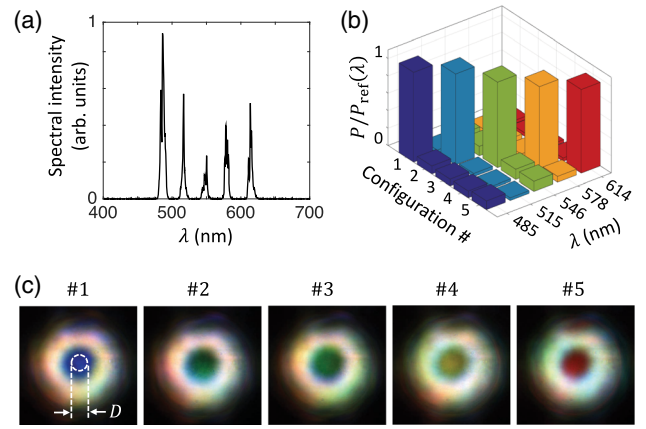 (a)
1
Spectral intensity
(arb. units)
0
400
500
600
700
λ (nm)
(b)
1
P/P_ref(λ)
0
1
2
3
4
5
Configuration #
485
515
546
578
614
λ (nm)
(c)
#1
#2
#3
#4
#5
D